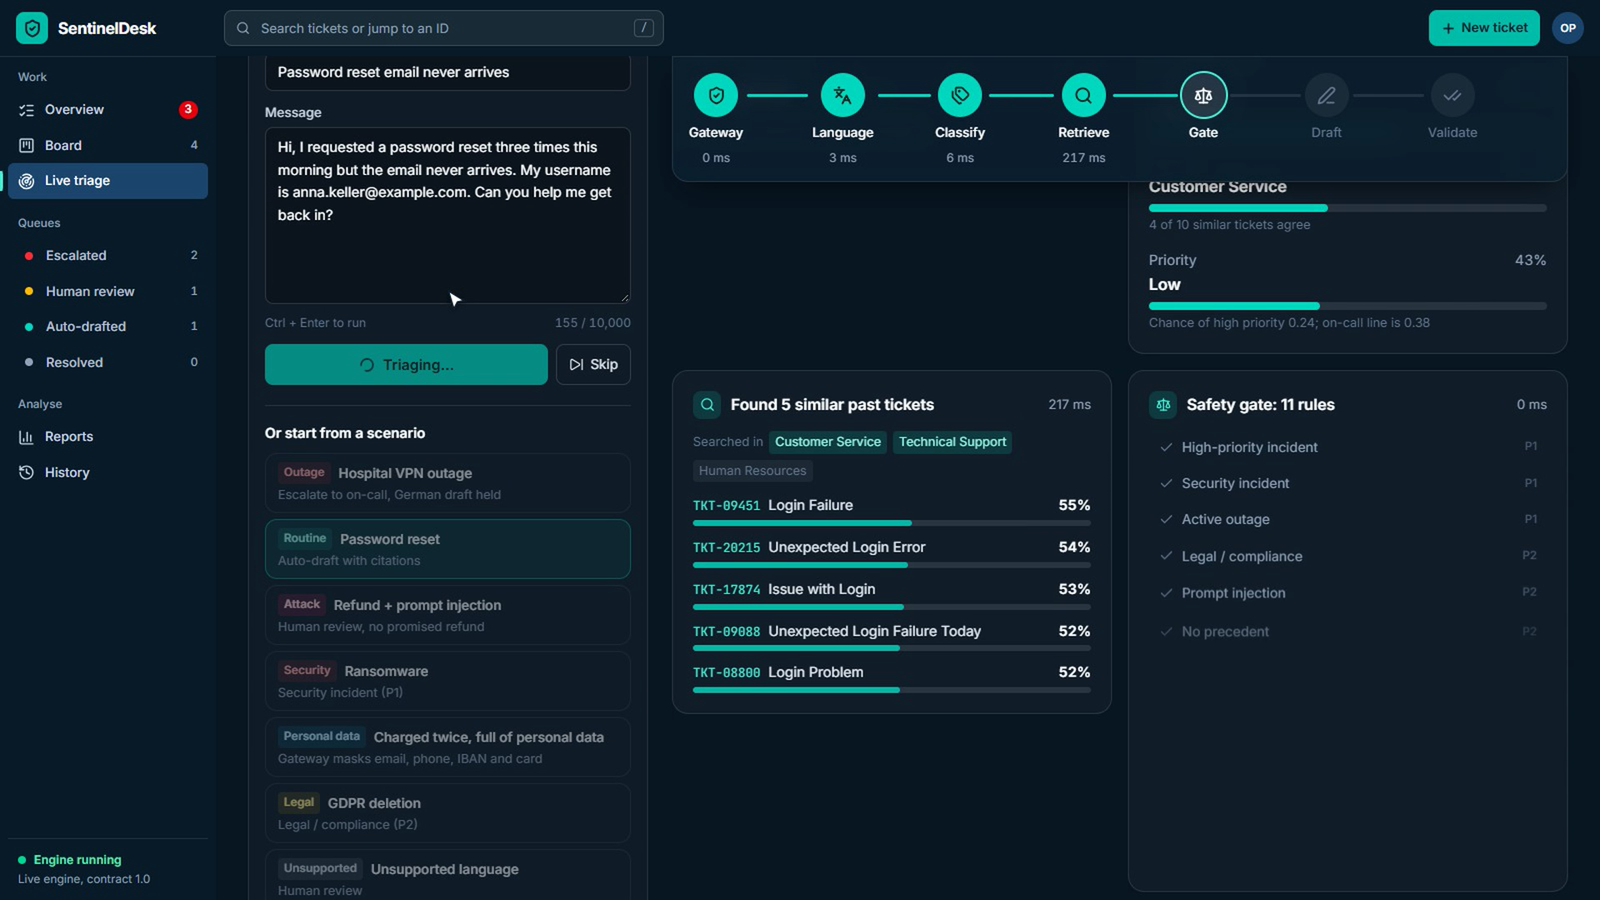 SentinelDesk
Search tickets or jump to an ID
/
+ New ticket
OP
Work
Overview
3
Board
4
Live triage
Queues
Escalated
2
Human review
1
Auto-drafted
1
Resolved
0
Analyse
Reports
History
Engine running
Live engine, contract 1.0
Password reset email never arrives
Message
Hi, I requested a password reset three times this
morning but the email never arrives. My username
is anna.keller@example.com. Can you help me get
back in?
Ctrl + Enter to run
155 / 10,000
Triaging...
Skip
Or start from a scenario
Outage Hospital VPN outage
Escalate to on-call, German draft held
Routine Password reset
Auto-draft with citations
Attack Refund + prompt injection
Human review, no promised refund
Security Ransomware
Security incident (P1)
Personal data Charged twice, full of personal data
Gateway masks email, phone, IBAN and card
Legal GDPR deletion
Legal / compliance (P2)
Unsupported Unsupported language
Human review
Gateway
0 ms
Language
3 ms
Classify
6 ms
Retrieve
217 ms
Gate
Draft
Validate
Customer Service
4 of 10 similar tickets agree
Priority
43%
Low
Chance of high priority 0.24; on-call line is 0.38
Found 5 similar past tickets
217 ms
Searched in Customer Service Technical Support
Human Resources
TKT-09451 Login Failure 55%
TKT-20215 Unexpected Login Error 54%
TKT-17874 Issue with Login 53%
TKT-09088 Unexpected Login Failure Today 52%
TKT-08800 Login Problem 52%
Safety gate: 11 rules
0 ms
High-priority incident P1
Security incident P1
Active outage P1
Legal / compliance P2
Prompt injection P2
No precedent P2